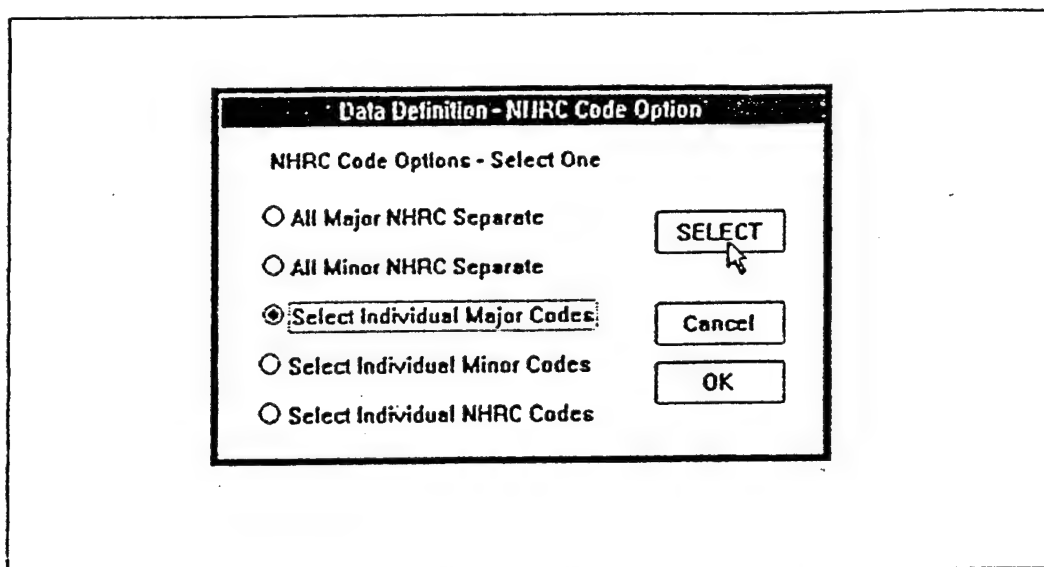 Data Definition - NHRC Code Option
NHRC Code Options - Select One
All Major NHRC Separate
SELECT
All Minor NHRC Separate
Select Individual Major Codes
Cancel
Select Individual Minor Codes
OK
Select Individual NHRC Codes